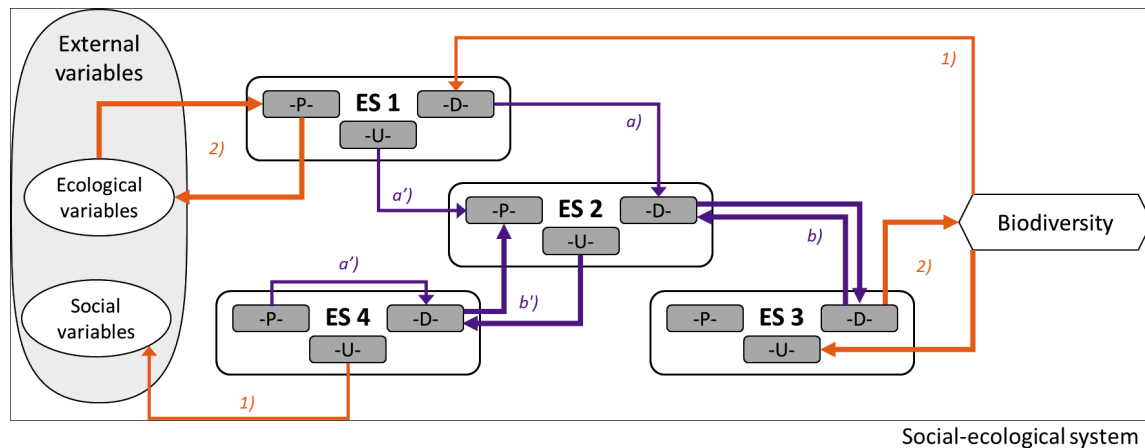 External
variables
1)
-P-
ES 1
-D-
-U-
2)
a)
Ecological
variables
a')
-P-
ES 2
-D-
-U-
Biodiversity
b)
2)
a')
Social
variables
-P-
ES 4
-D-
b')
-U-
-P-
ES 3
-D-
-U-
1)
Social-ecological system